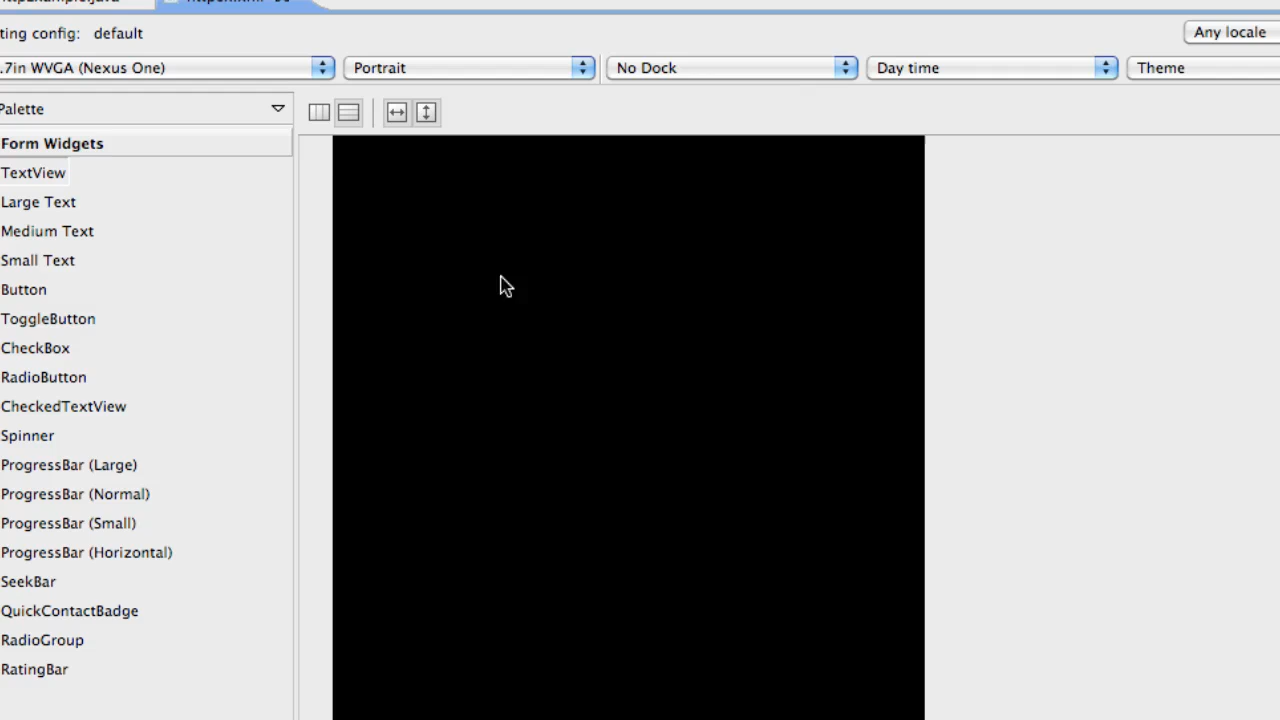 ting config: default
Any locale
.7in WVGA (Nexus One)
Portrait
No Dock
Day time
Theme
Palette
Form Widgets
TextView
Large Text
Medium Text
Small Text
Button
ToggleButton
CheckBox
RadioButton
CheckedTextView
Spinner
ProgressBar (Large)
ProgressBar (Normal)
ProgressBar (Small)
ProgressBar (Horizontal)
SeekBar
QuickContactBadge
RadioGroup
RatingBar